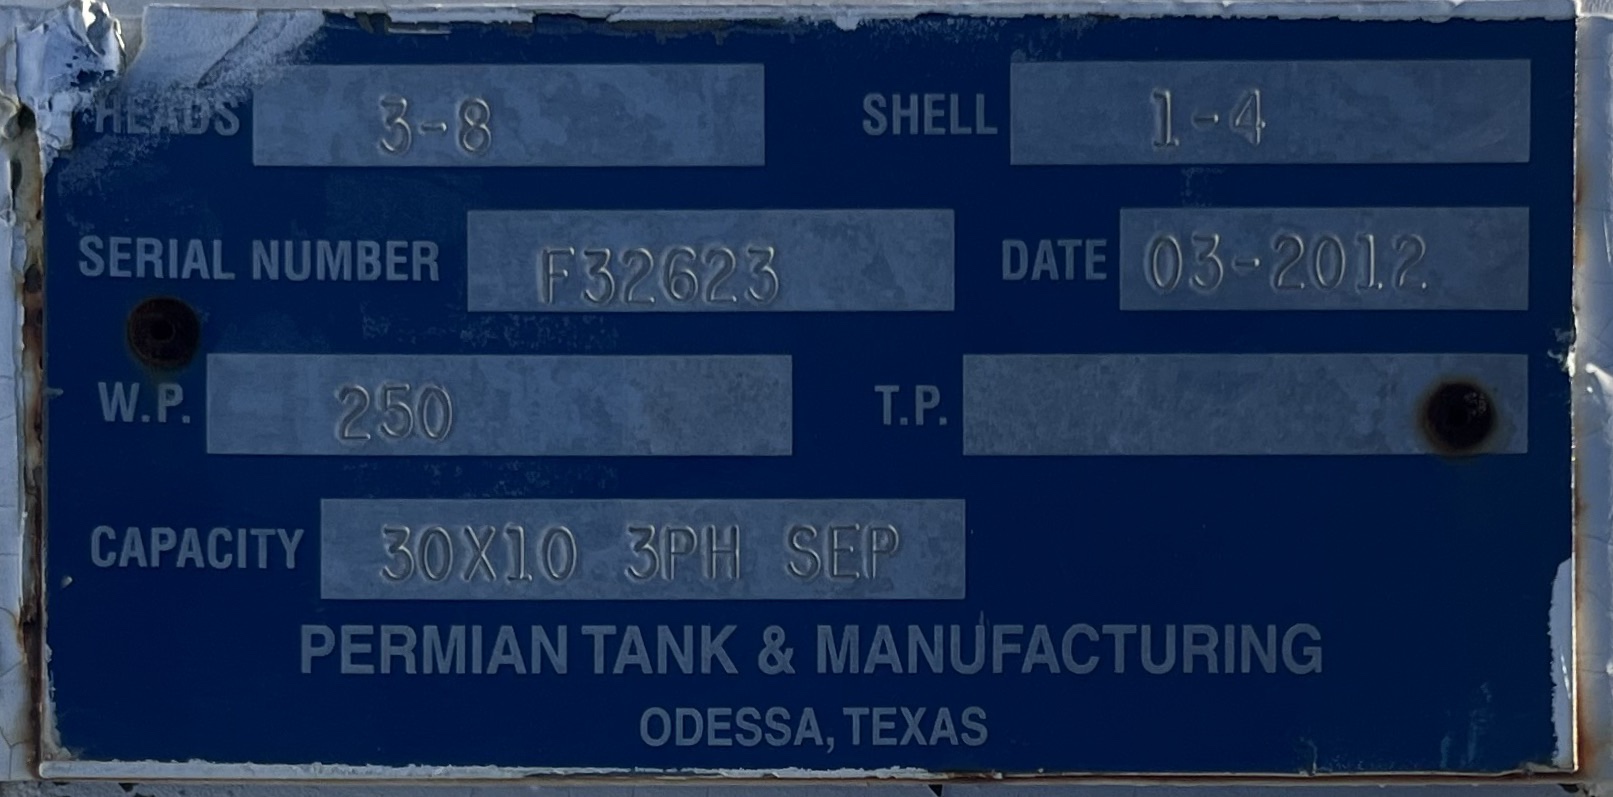 HEADS 3-8 SHELL 1-4
SERIAL NUMBER F32623 DATE 03-2012
W.P. 250 T.P.
CAPACITY 30X10 3PH SEP
PERMIAN TANK & MANUFACTURING
ODESSA, TEXAS